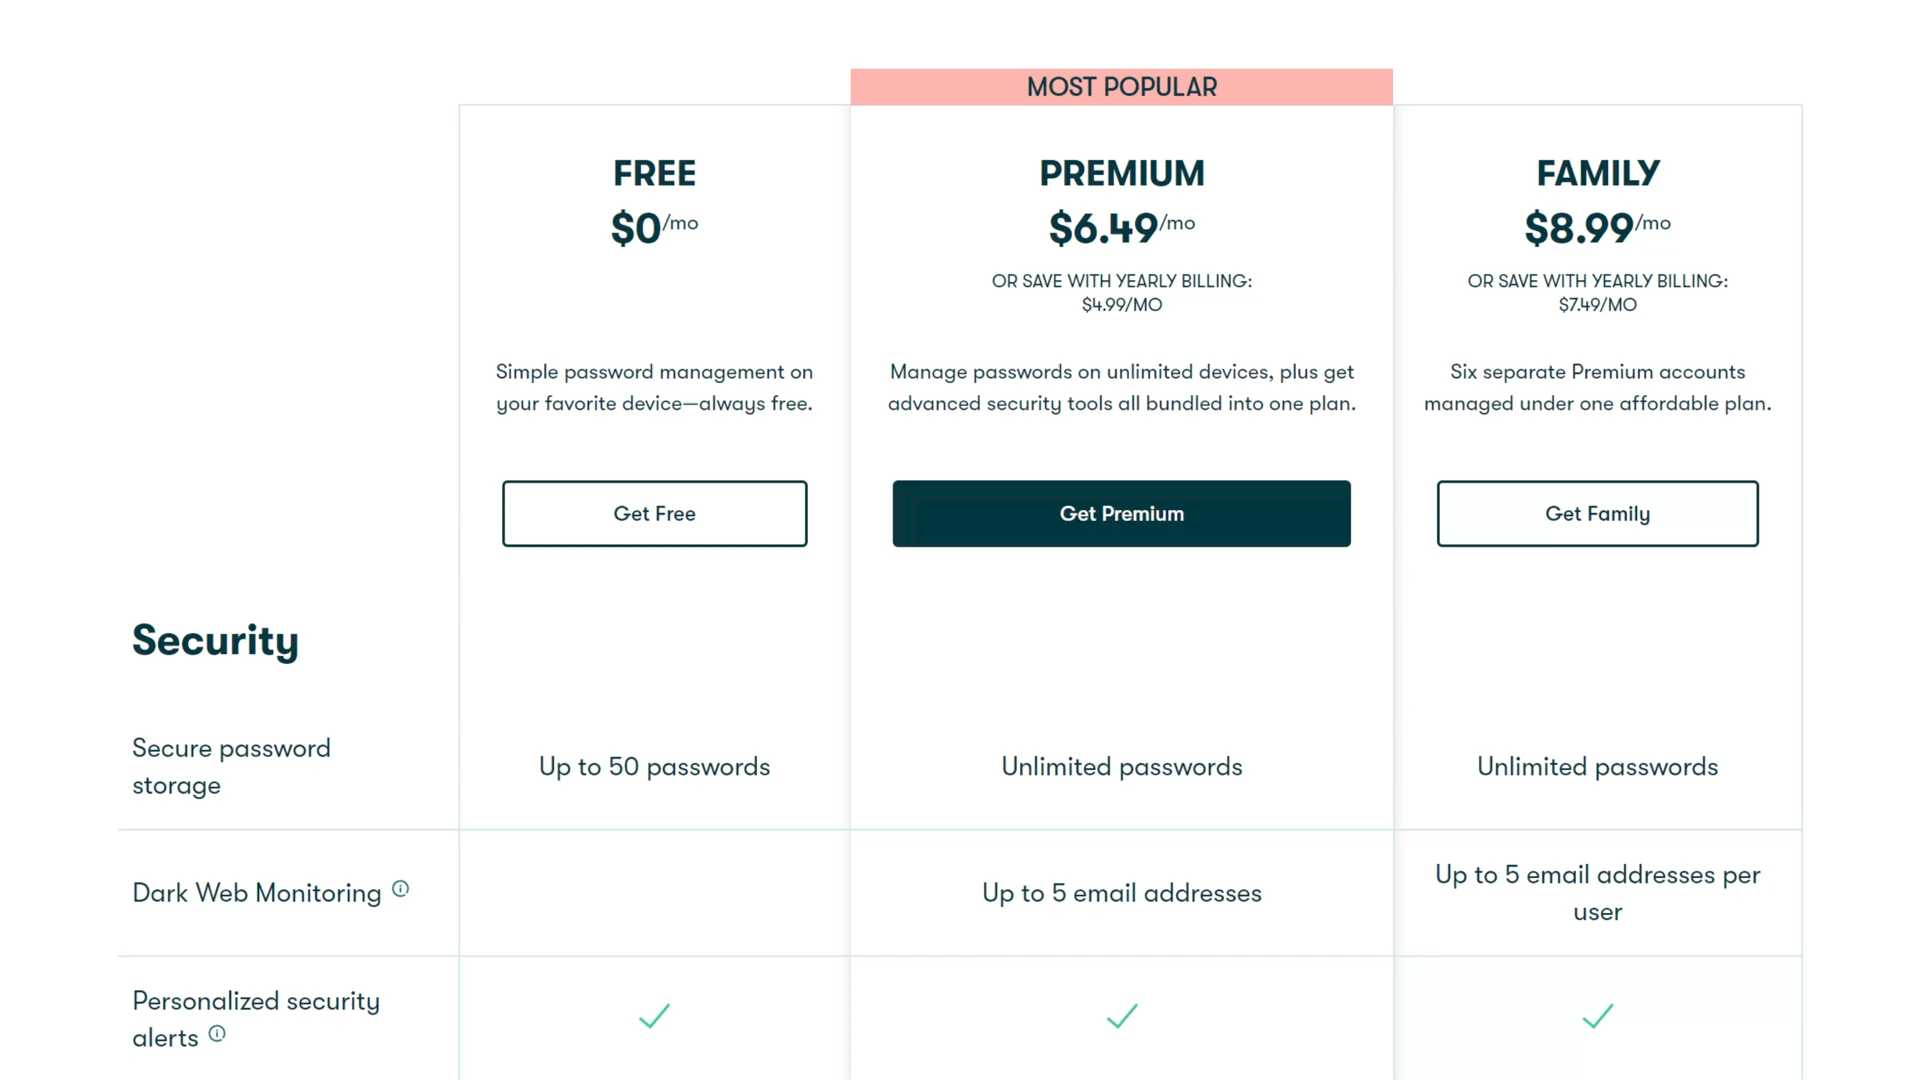 MOST POPULAR
FREE
$0/mo
Simple password management on
your favorite device—always free.
Get Free
PREMIUM
$6.49/mo
OR SAVE WITH YEARLY BILLING:
$4.99/MO
Manage passwords on unlimited devices, plus get
advanced security tools all bundled into one plan.
Get Premium
FAMILY
$8.99/mo
OR SAVE WITH YEARLY BILLING:
$7.49/MO
Six separate Premium accounts
managed under one affordable plan.
Get Family
Security
Secure password
storage
Up to 50 passwords
Unlimited passwords
Unlimited passwords
Dark Web Monitoring
Up to 5 email addresses
Up to 5 email addresses per
user
Personalized security
alerts